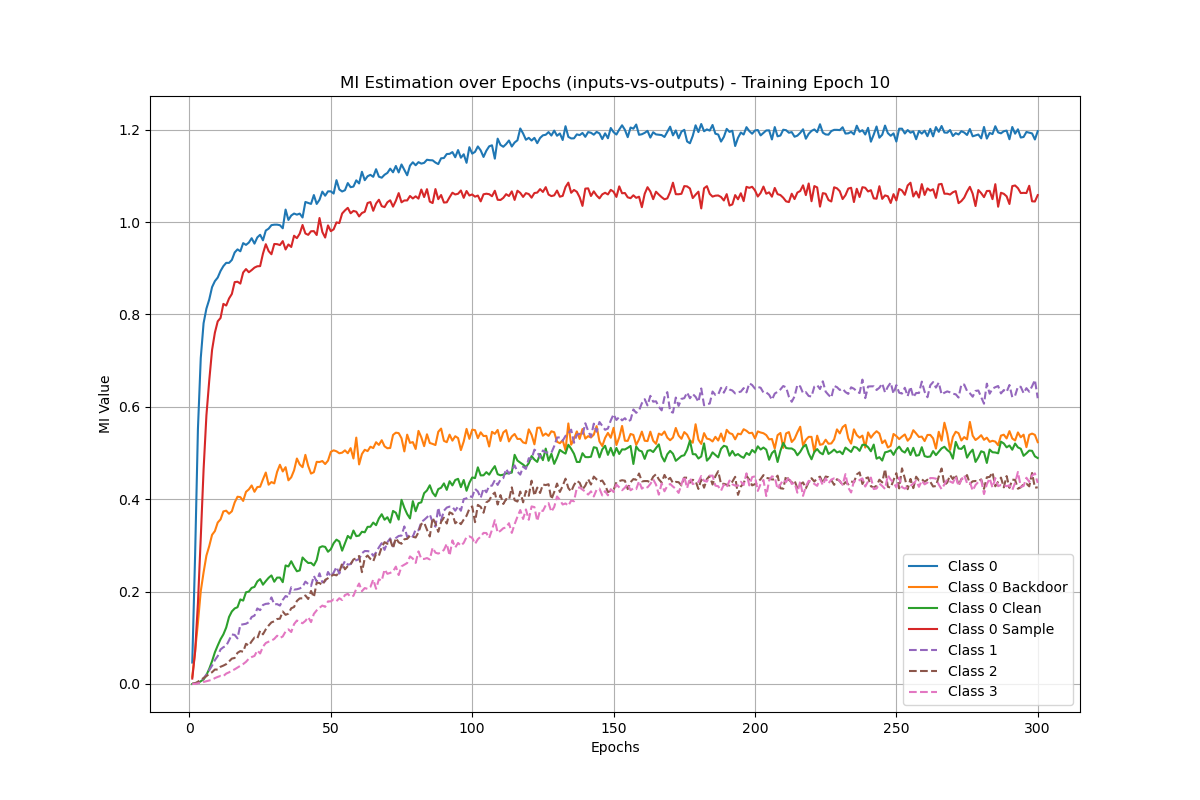 MI Estimation over Epochs (inputs-vs-outputs) - Training Epoch 10
MI Value
1.2
1.0
0.8
0.6
0.4
0.2
0.0
0 50 100 150 200 250 300
Epochs
Class 0
Class 0 Backdoor
Class 0 Clean
Class 0 Sample
Class 1
Class 2
Class 3